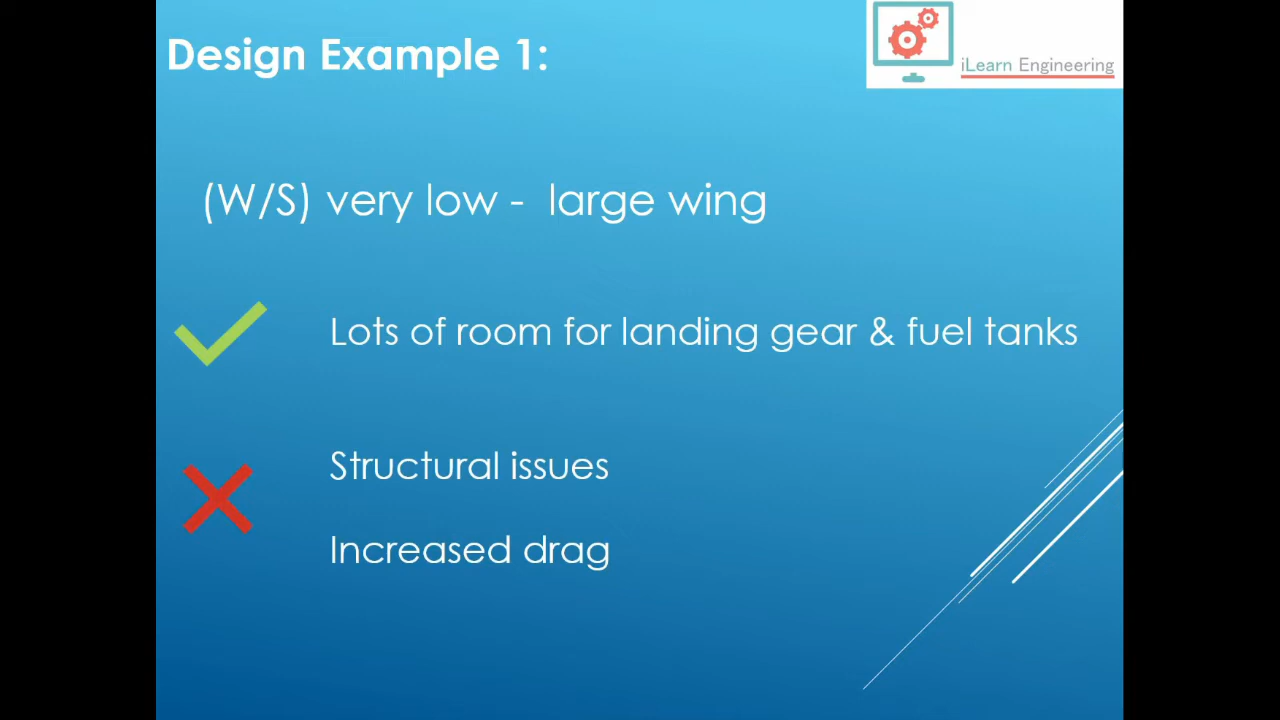 Design Example 1:
iLearn Engineering
(W/S) very low - large wing
Lots of room for landing gear & fuel tanks
Structural issues
Increased drag